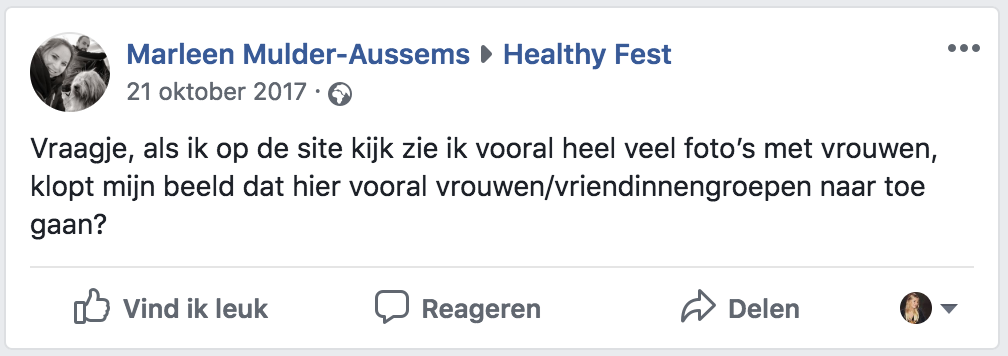 Marleen Mulder-Aussems ▸ Healthy Fest
21 oktober 2017 ·
Vraagje, als ik op de site kijk zie ik vooral heel veel foto’s met vrouwen,
klopt mijn beeld dat hier vooral vrouwen/vriendinnengroepen naar toe
gaan?
Vind ik leuk Reageren Delen